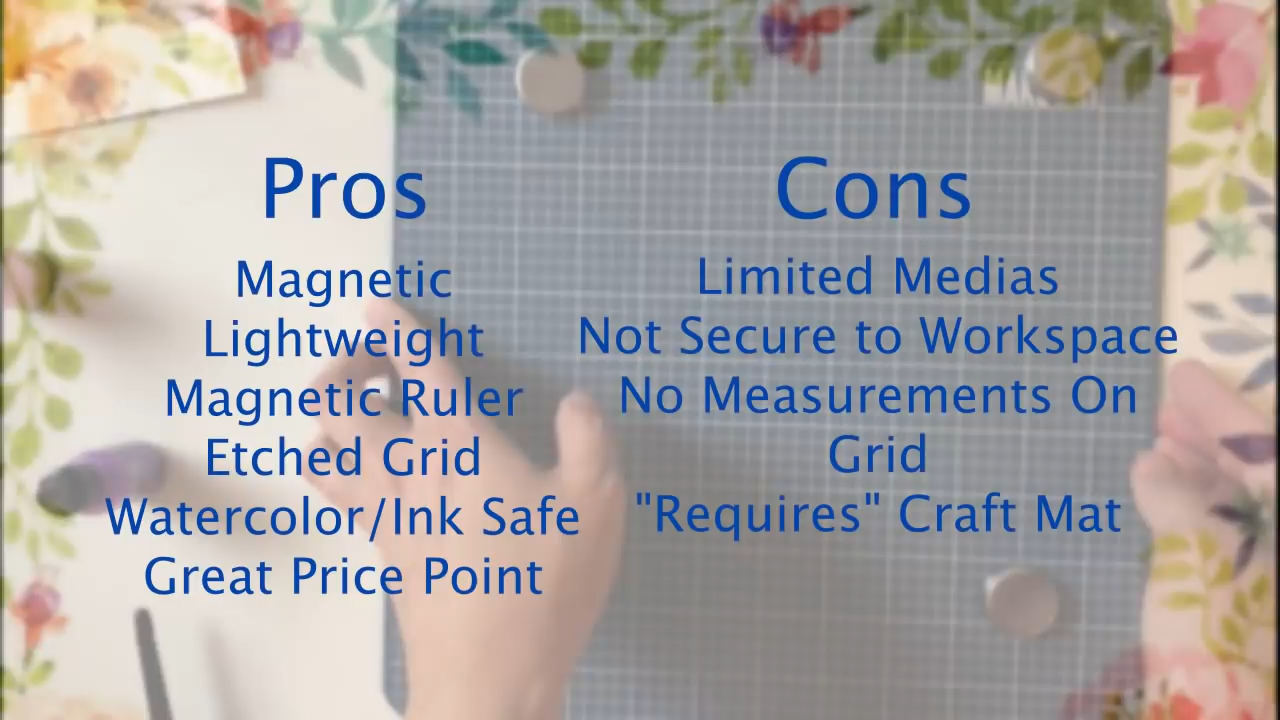 Pros
Magnetic
Lightweight
Magnetic Ruler
Etched Grid
Watercolor/Ink Safe
Great Price Point
Cons
Limited Medias
Not Secure to Workspace
No Measurements On
Grid
"Requires" Craft Mat